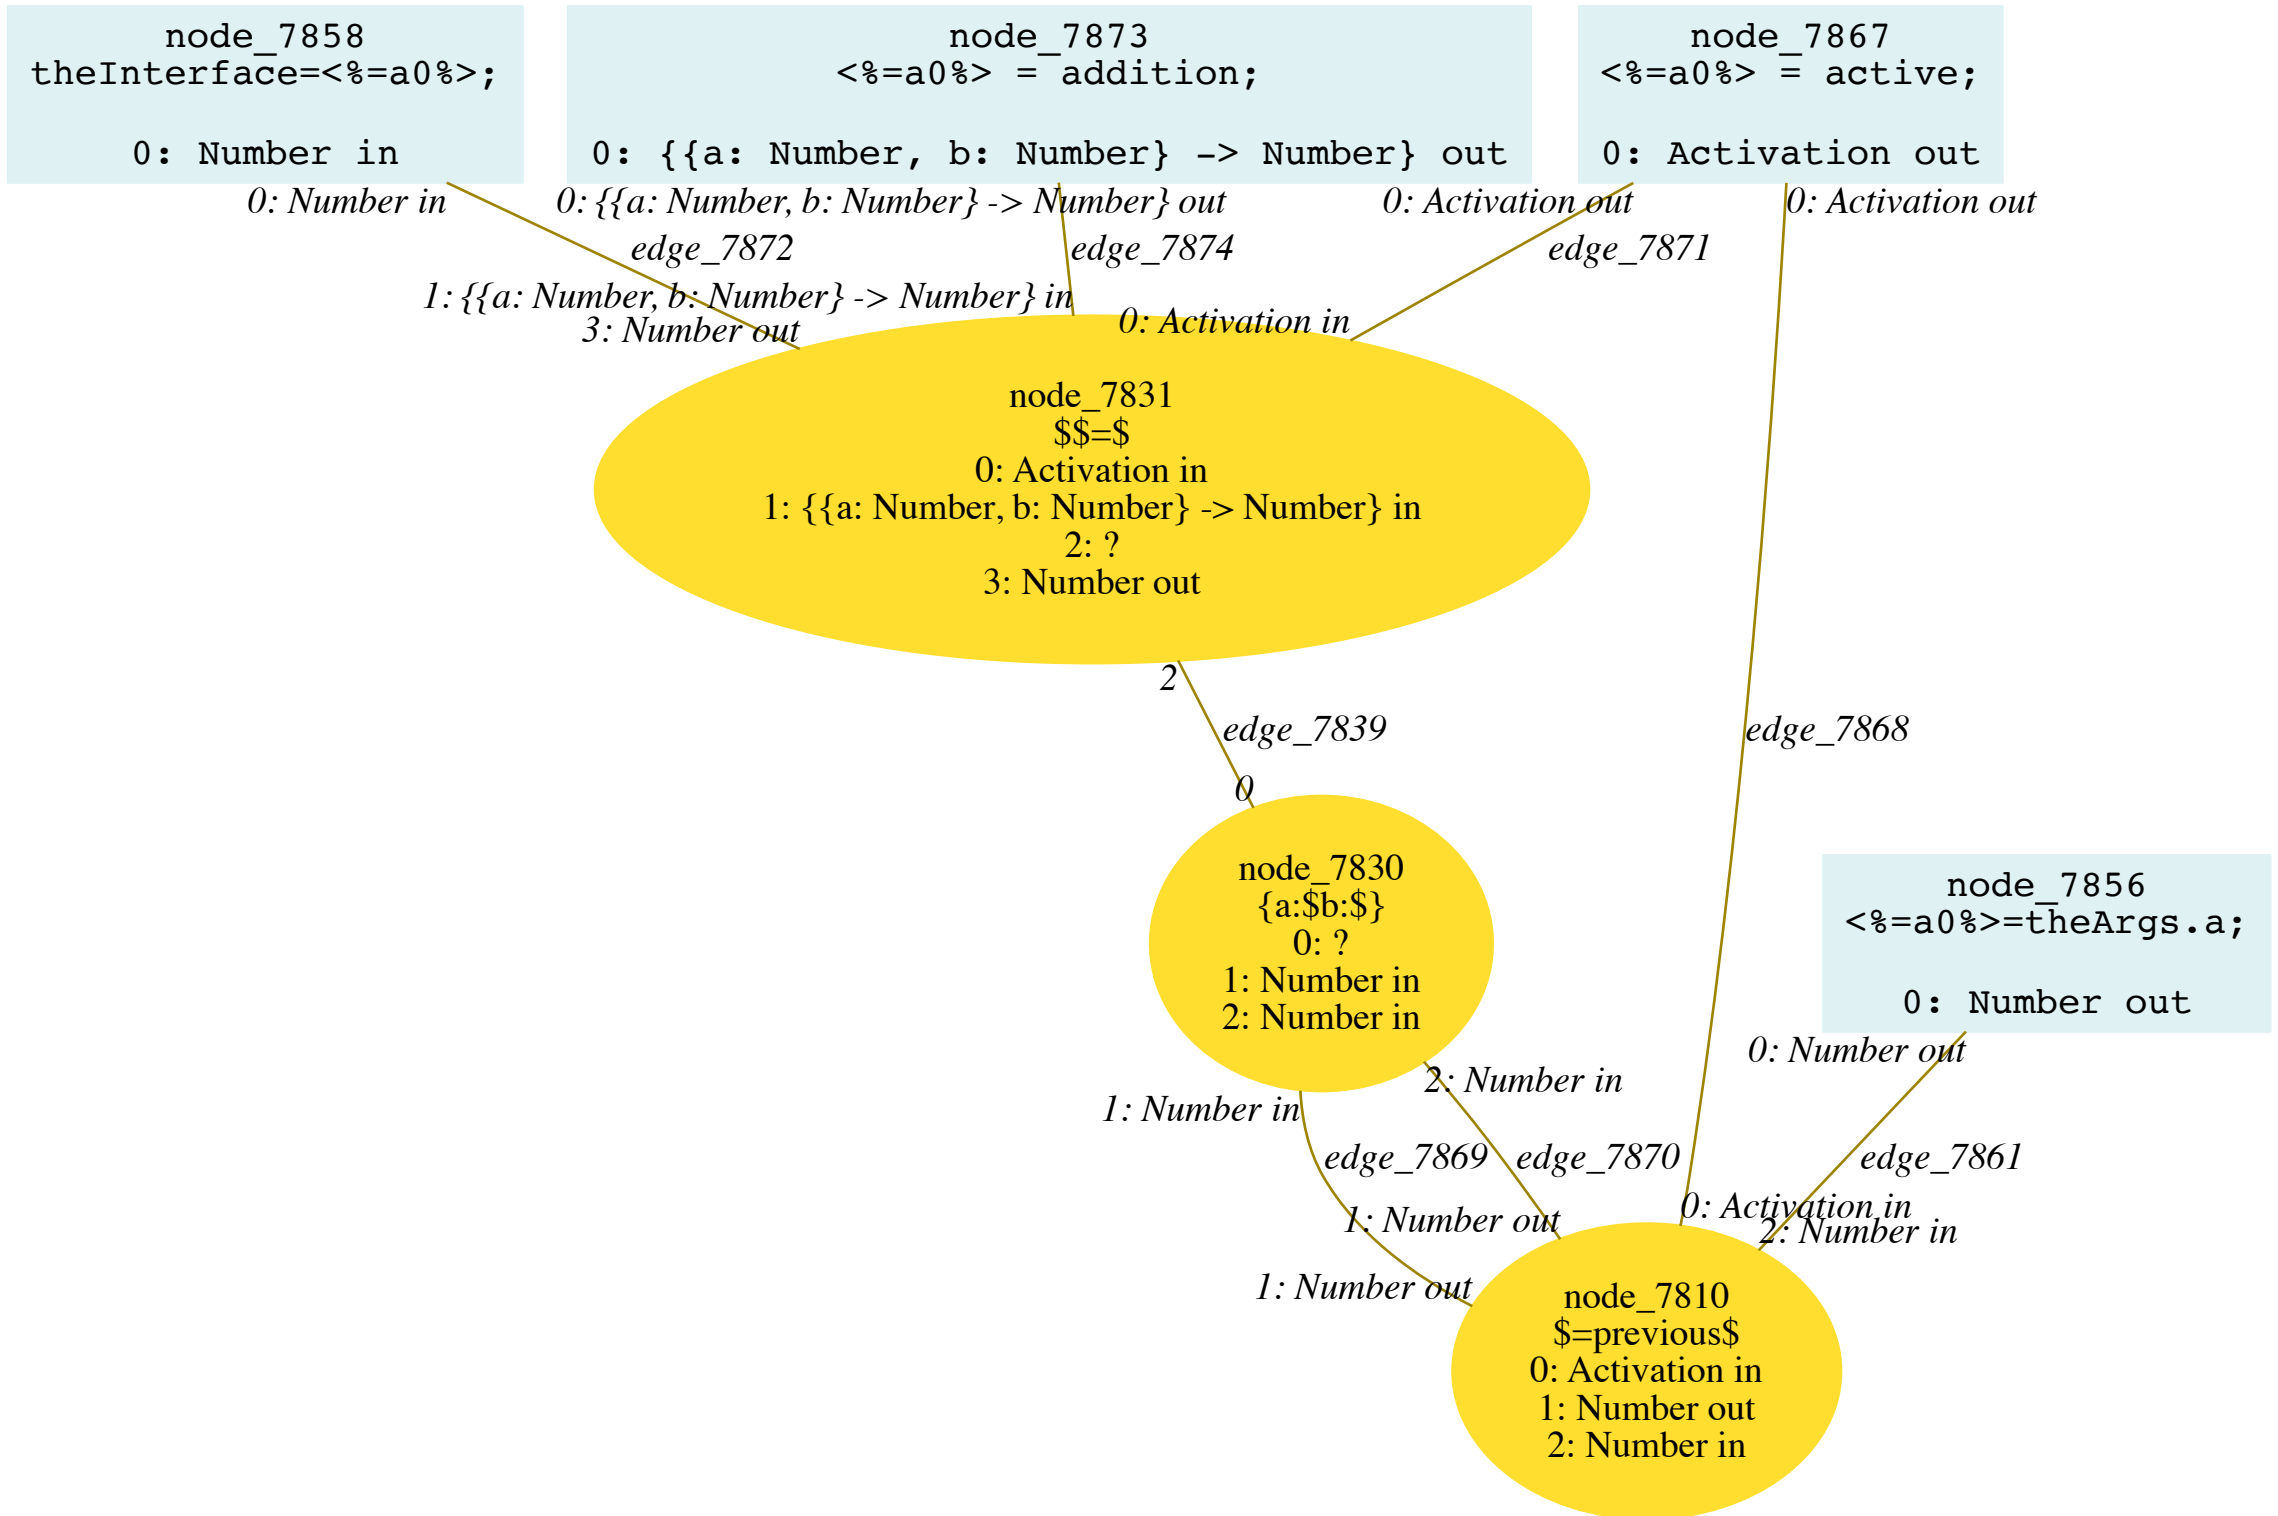 node_7858
theInterface=<%=a0%>;
0: Number in
node_7873
<%=a0%> = addition;
0: {{a: Number, b: Number} -> Number} out
node_7867
<%=a0%> = active;
0: Activation out
0: Number in
0: {{a: Number, b: Number} -> Number} out
0: Activation out
0: Activation out
edge_7872
edge_7874
edge_7871
1: {{a: Number, b: Number} -> Number} in
3: Number out
0: Activation in
node_7831
$$=$
0: Activation in
1: {{a: Number, b: Number} -> Number} in
2: ?
3: Number out
2
edge_7839
edge_7868
0
node_7830
{a:$b:$}
0: ?
1: Number in
2: Number in
node_7856
<%=a0%>=theArgs.a;
0: Number out
0: Number out
2: Number in
1: Number in
edge_7869
edge_7870
edge_7861
0: Activation in
1: Number out
2: Number in
1: Number out
node_7810
$=previous$
0: Activation in
1: Number out
2: Number in